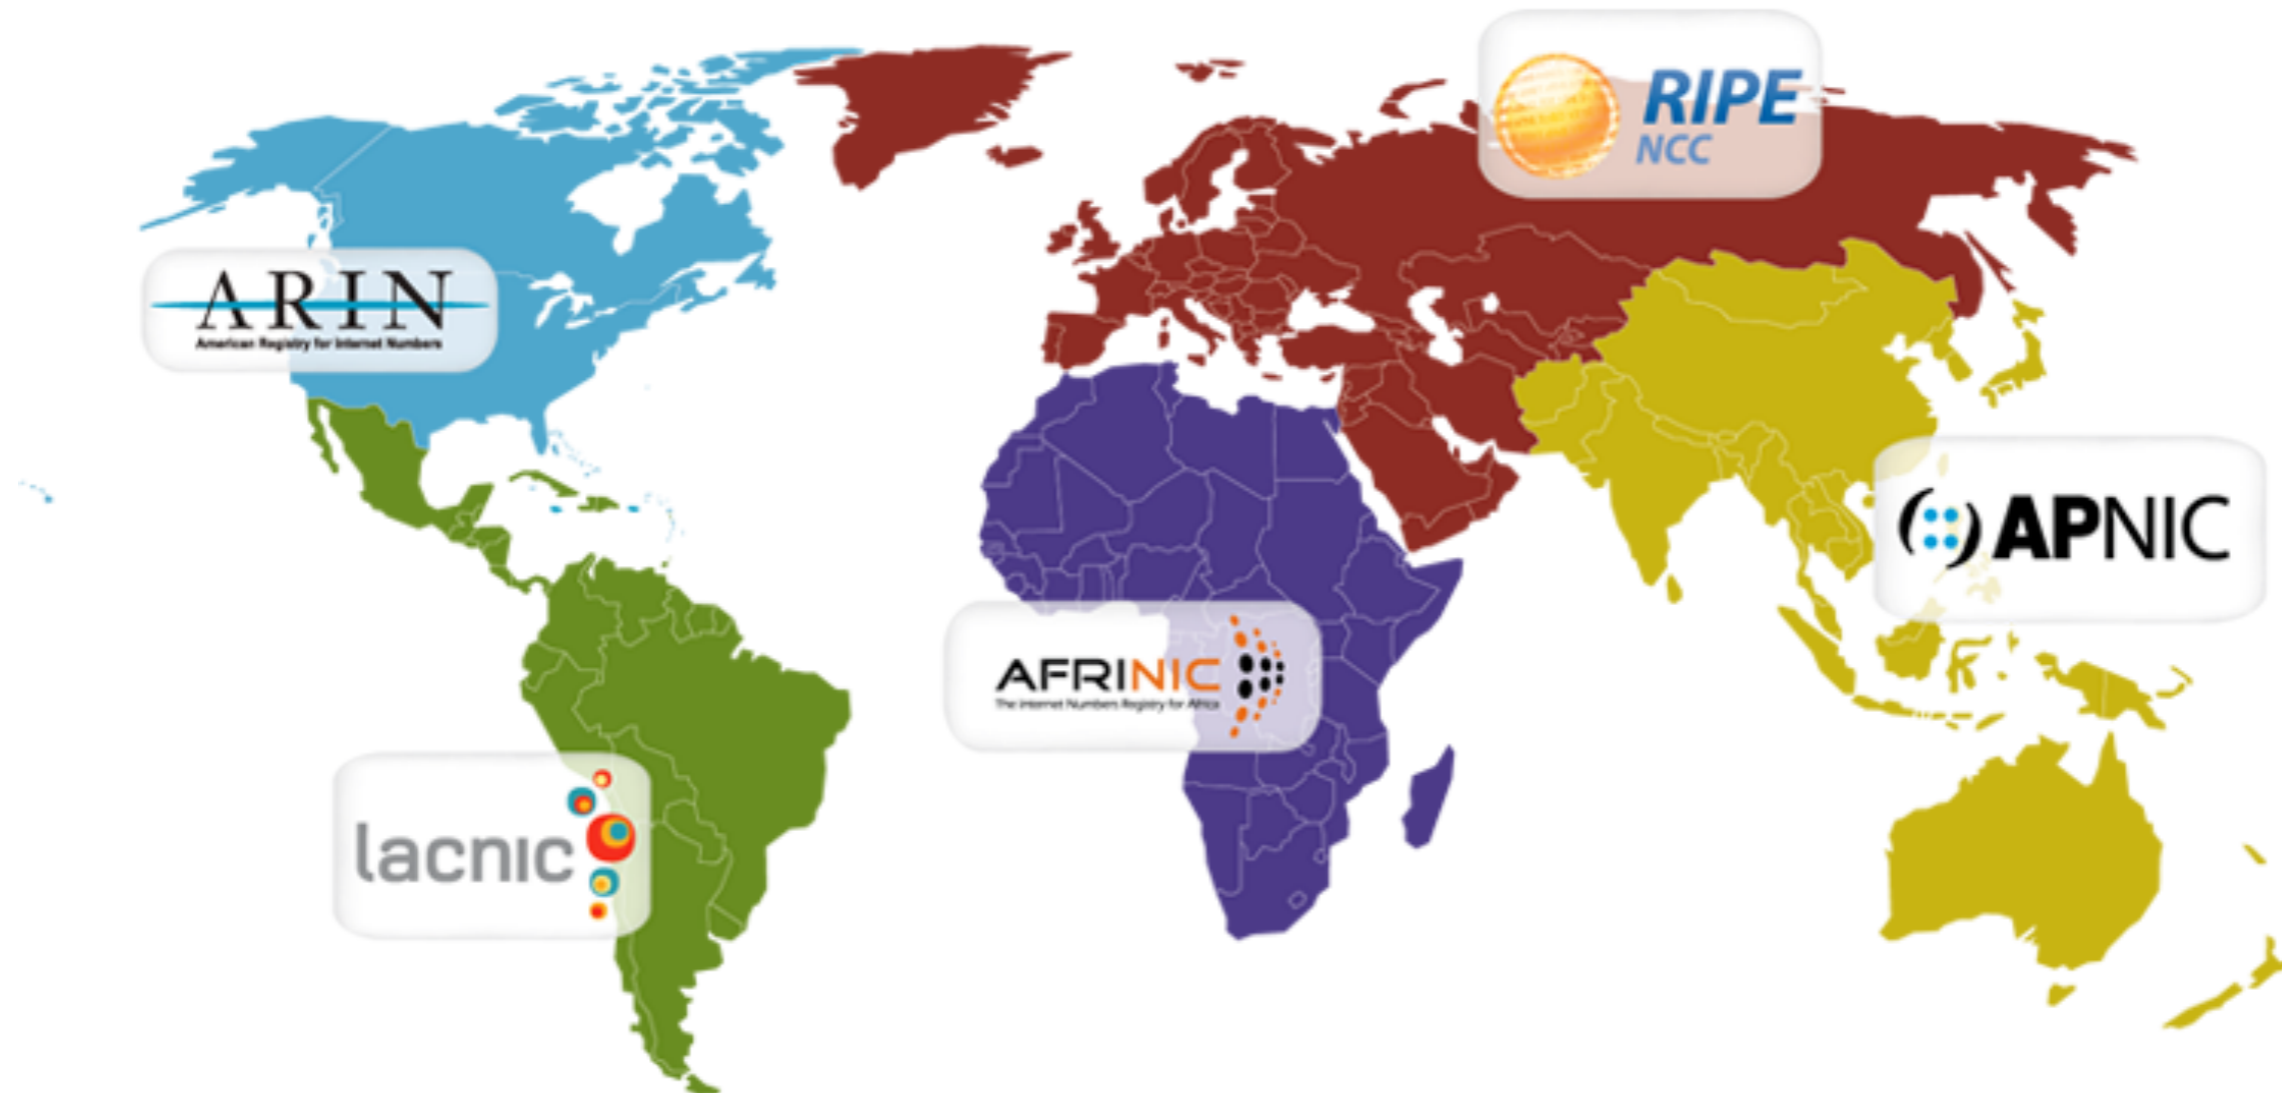 RIPE
NCC
ARIN
American Registry for Internet Numbers
APNIC
AFRINIC
The Internet Numbers Registry for Africa
lacnic